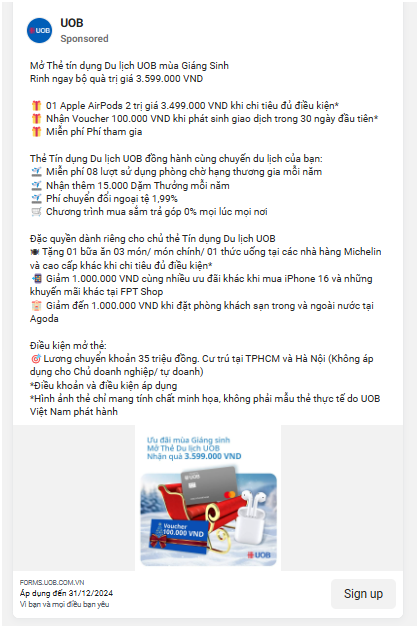 UOB
UOB
Sponsored
Mở Thẻ tín dụng Du lịch UOB mùa Giáng Sinh
Rinh ngay bộ quà trị giá 3.599.000 VND
🎁 01 Apple AirPods 2 trị giá 3.499.000 VND khi chi tiêu đủ điều kiện*
🎁 Nhận Voucher 100.000 VND khi phát sinh giao dịch trong 30 ngày đầu tiên*
🎁 Miễn phí Phí tham gia
Thẻ Tín dụng Du lịch UOB đồng hành cùng chuyến du lịch của bạn:
🛫 Miễn phí 08 lượt sử dụng phòng chờ hạng thương gia mỗi năm
🛫 Nhận thêm 15.000 Dặm Thưởng mỗi năm
🛫 Phí chuyển đổi ngoại tệ 1,99%
🛒 Chương trình mua sắm trả góp 0% mọi lúc mọi nơi
Đặc quyền dành riêng cho chủ thẻ Tín dụng Du lịch UOB
🍽 Tặng 01 bữa ăn 03 món/ món chính/ 01 thức uống tại các nhà hàng Michelin
và cao cấp khác khi chi tiêu đủ điều kiện*
📲 Giảm 1.000.000 VND cùng nhiều ưu đãi khác khi mua iPhone 16 và những
khuyến mãi khác tại FPT Shop
Giảm đến 1.000.000 VND khi đặt phòng khách sạn trong và ngoài nước tại
Agoda
Điều kiện mở thẻ:
🎯 Lương chuyển khoản 35 triệu đồng. Cư trú tại TPHCM và Hà Nội (Không áp
dụng cho Chủ doanh nghiệp/ tự doanh)
*Điều khoản và điều kiện áp dụng
*Hình ảnh thẻ chỉ mang tính chất minh họa, không phải mẫu thẻ thực tế do UOB
Việt Nam phát hành
Ưu đãi mùa Giáng sinh
Mở Thẻ Du lịch UOB
Nhận quà 3.599.000 VND
UOB
Voucher
100.000 VND
UOB
FORMS.UOB.COM.VN
Áp dụng đến 31/12/2024
Vì bạn và mọi điều bạn yêu
Sign up